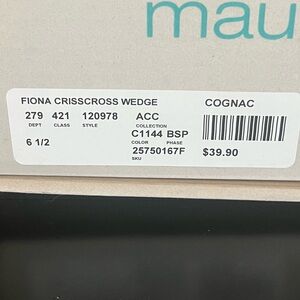 mau
FIONA CRISSCROSS WEDGE COGNAC
279 421 120978 ACC
DEPT CLASS STYLE COLLECTION
C1144 BSP
COLOR PHASE
6 1/2 25750167F $39.90
SKU